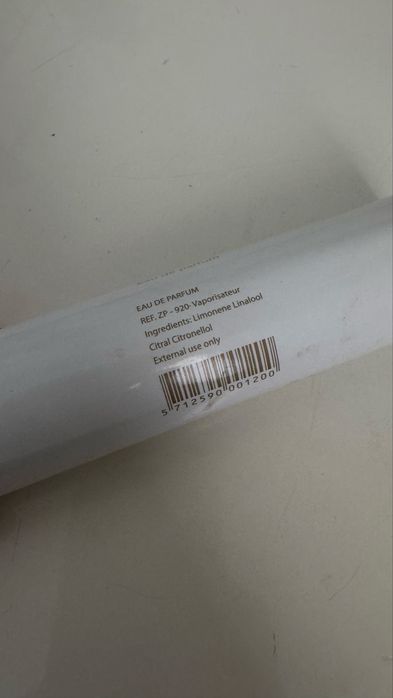 EAU DE PARFUM
REF. ZP - 920- Vaporisateur
Ingredients: Limonene Linalool
Citral Citronellol
External use only
5 712590 001200